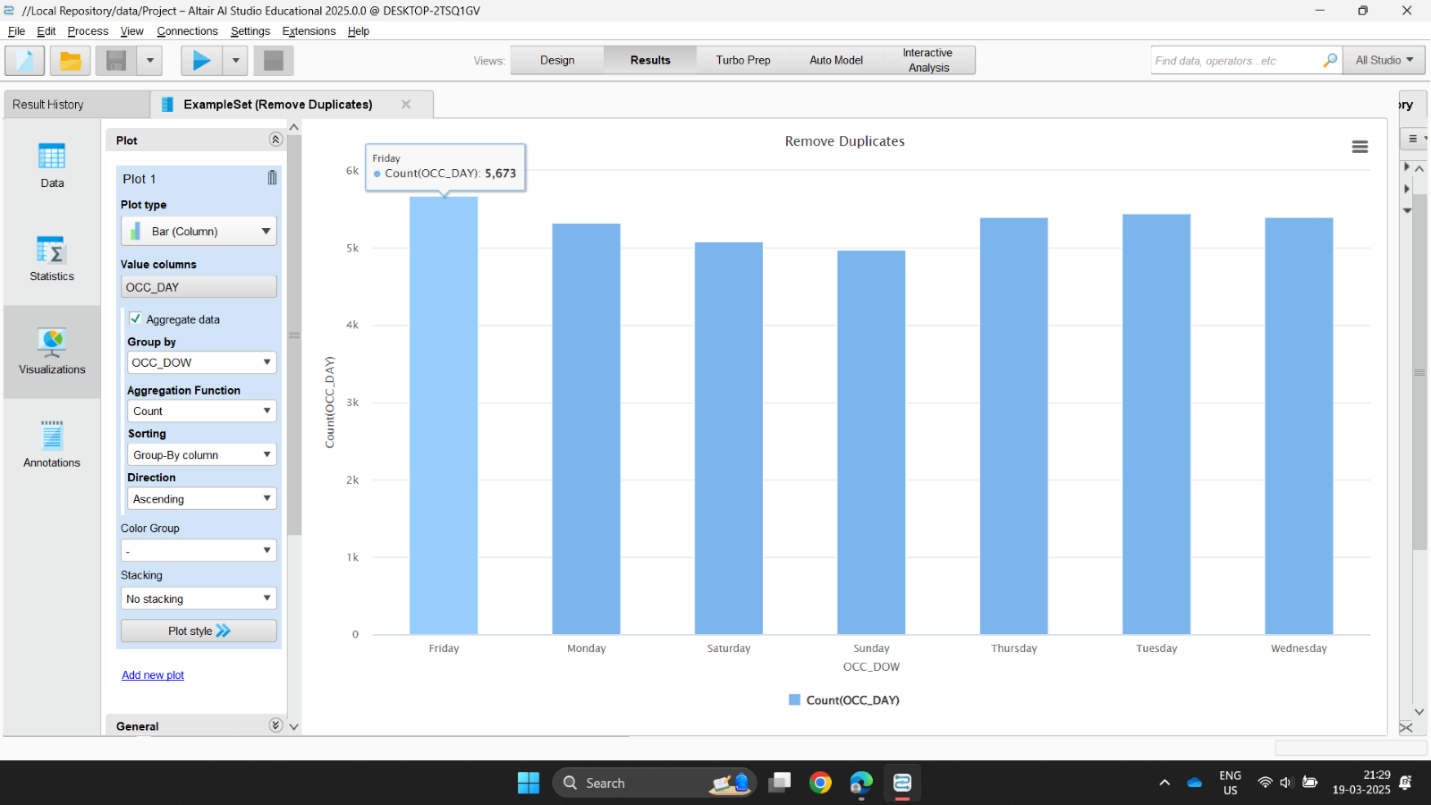 //Local Repository/data/Project – Altair AI Studio Educational 2025.0.0 @ DESKTOP-2TSQ1GV
File Edit Process View Connections Settings Extensions Help
Views: Design Results Turbo Prep Auto Model Interactive Analysis
Find data, operators...etc
All Studio
Result History
ExampleSet (Remove Duplicates)
ory
Data
Statistics
Visualizations
Annotations
Plot
Plot 1
Plot type
Bar (Column)
Value columns
OCC_DAY
Aggregate data
Group by
OCC_DOW
Aggregation Function
Count
Sorting
Group-By column
Direction
Ascending
Color Group
-
Stacking
No stacking
Plot style
Add new plot
General
Remove Duplicates
Friday
Count(OCC_DAY): 5,673
6k
5k
4k
3k
2k
1k
0
Count(OCC_DAY)
Friday Monday Saturday Sunday Thursday Tuesday Wednesday
OCC_DOW
Count(OCC_DAY)
Search
ENG
US
21:29
19-03-2025